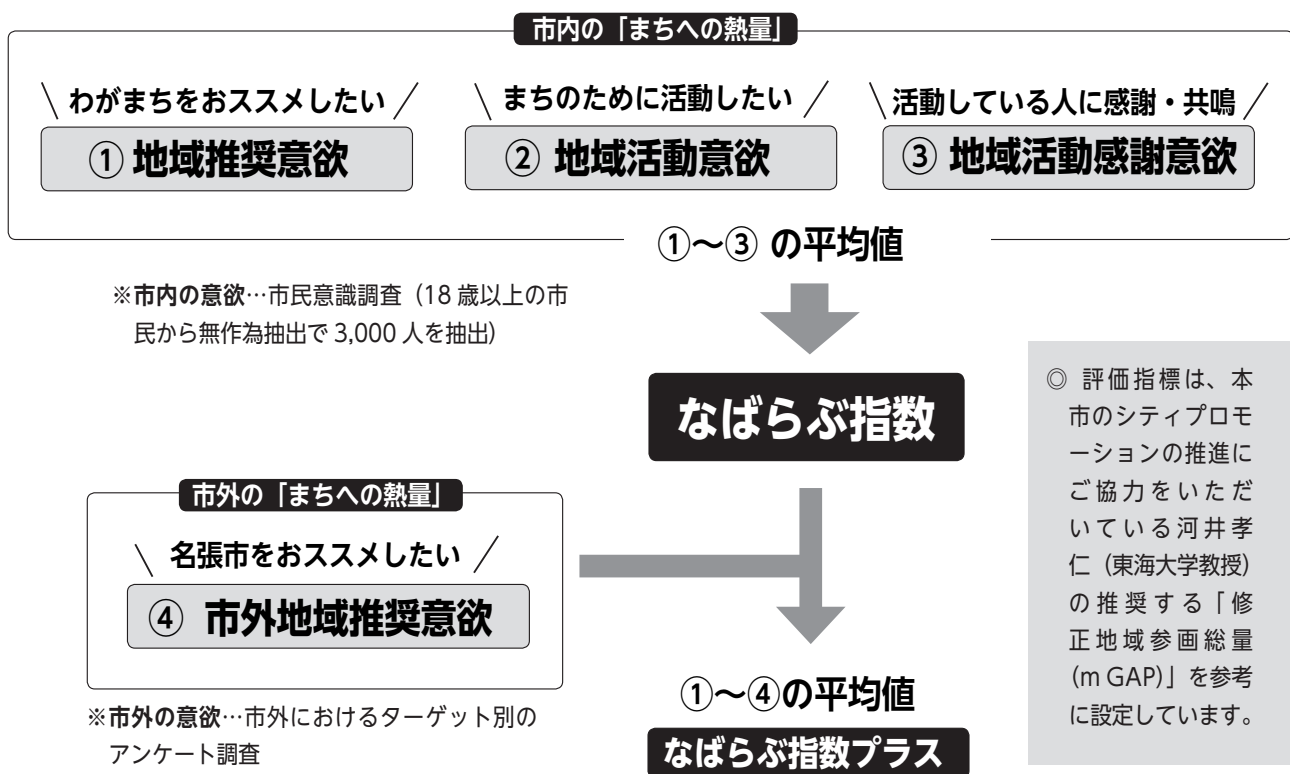 市内の「まちへの熱量」
わがまちをおススメしたい
① 地域推奨意欲
まちのために活動したい
② 地域活動意欲
活動している人に感謝・共鳴
③ 地域活動感謝意欲
①〜③ の平均値
※市内の意欲…市民意識調査（18 歳以上の市
民から無作為抽出で 3,000 人を抽出）
なばらぶ指数
市外の「まちへの熱量」
名張市をおススメしたい
④ 市外地域推奨意欲
※市外の意欲…市外におけるターゲット別の
アンケート調査
①〜④の平均値
なばらぶ指数プラス
◎ 評価指標は、本
市のシティプロモ
ーションの推進に
ご協力をいただ
いている河井孝
仁（東海大学教授）
の推奨する「修
正地域参画総量
(m GAP)」を参考
に設定しています。